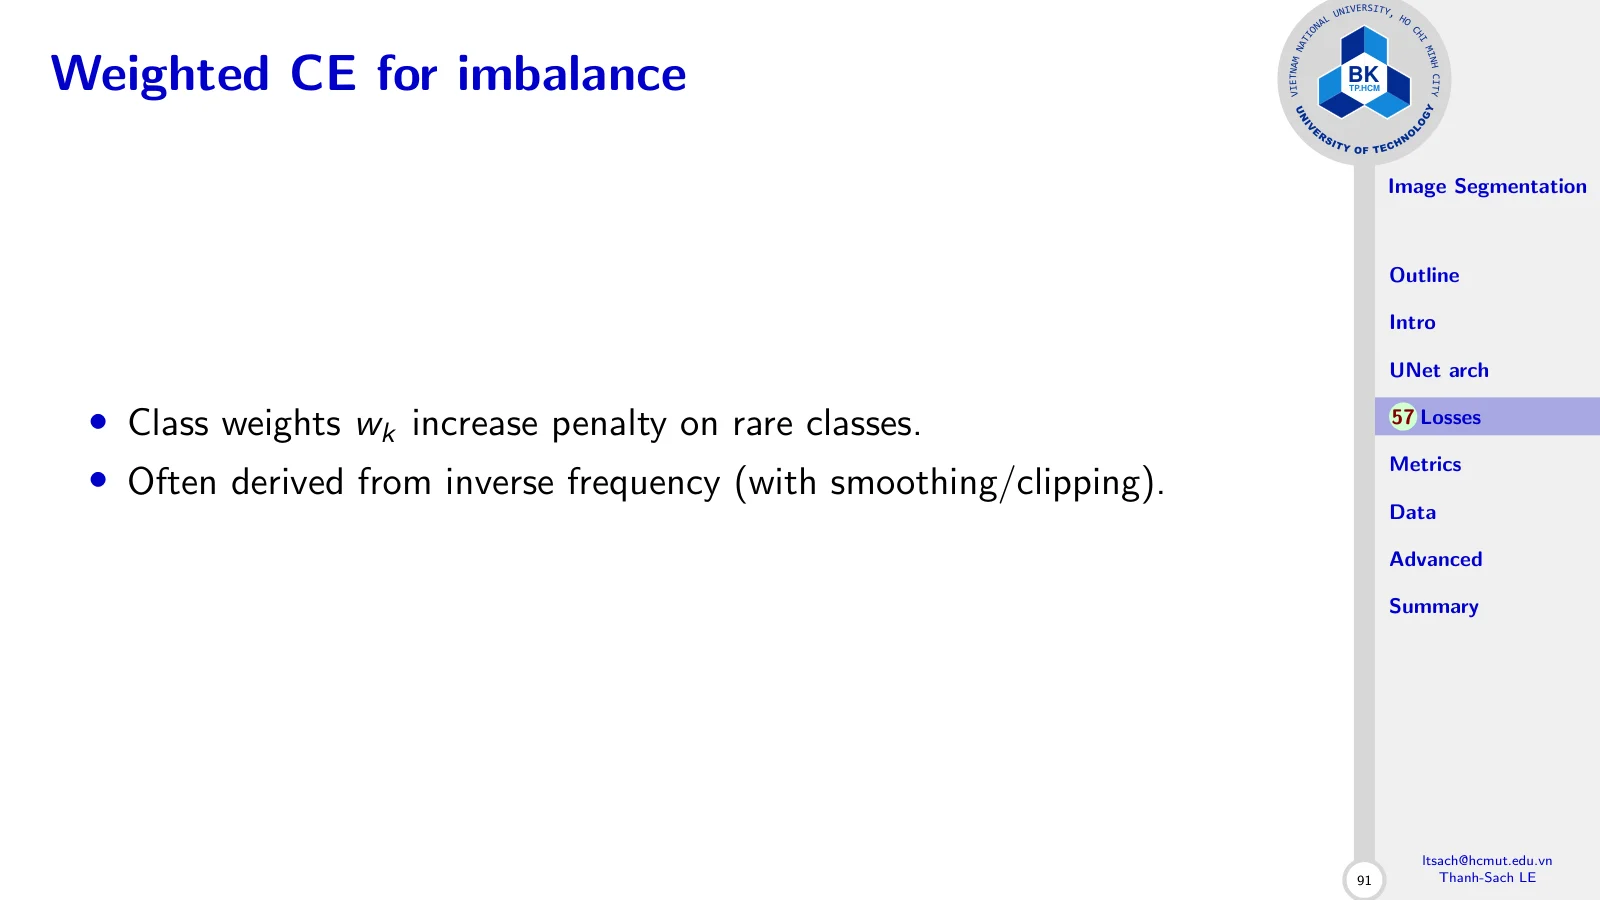 Weighted CE for imbalance
VIETNAM NATIONAL UNIVERSITY, HO CHI MINH CITY
BK
TP.HCM
UNIVERSITY OF TECHNOLOGY
Image Segmentation
Outline
Intro
UNet arch
57 Losses
Metrics
Data
Advanced
Summary
• Class weights wₖ increase penalty on rare classes.
• Often derived from inverse frequency (with smoothing/clipping).
91
ltsach@hcmut.edu.vn
Thanh-Sach LE